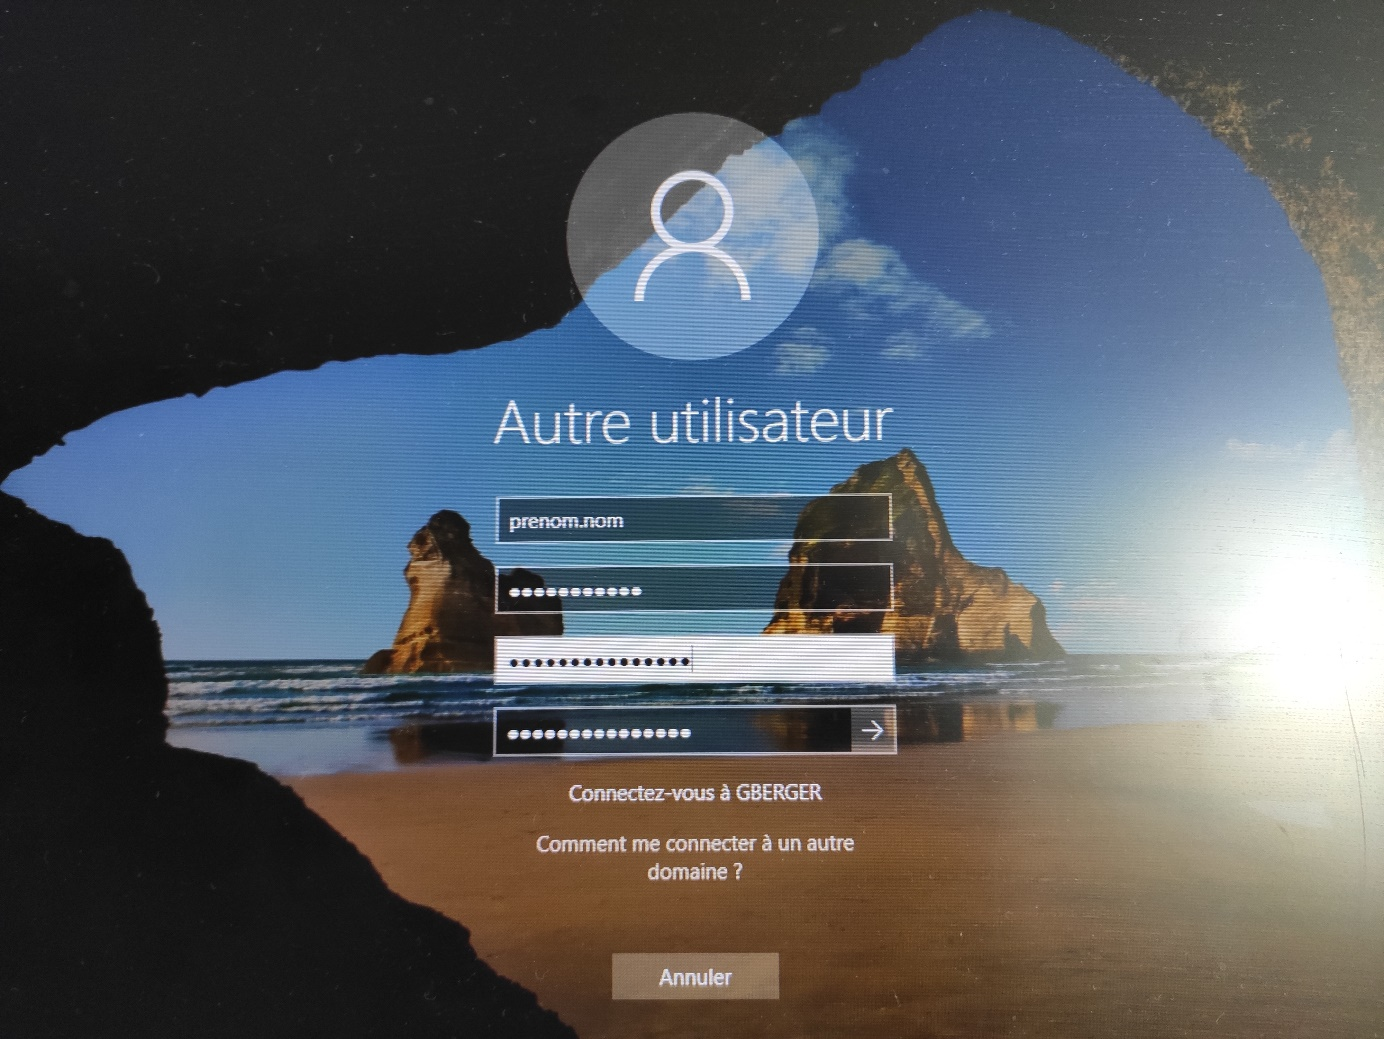 Autre utilisateur
prenom.nom
Connectez-vous à GBERGER
Comment me connecter à un autre
domaine ?
Annuler